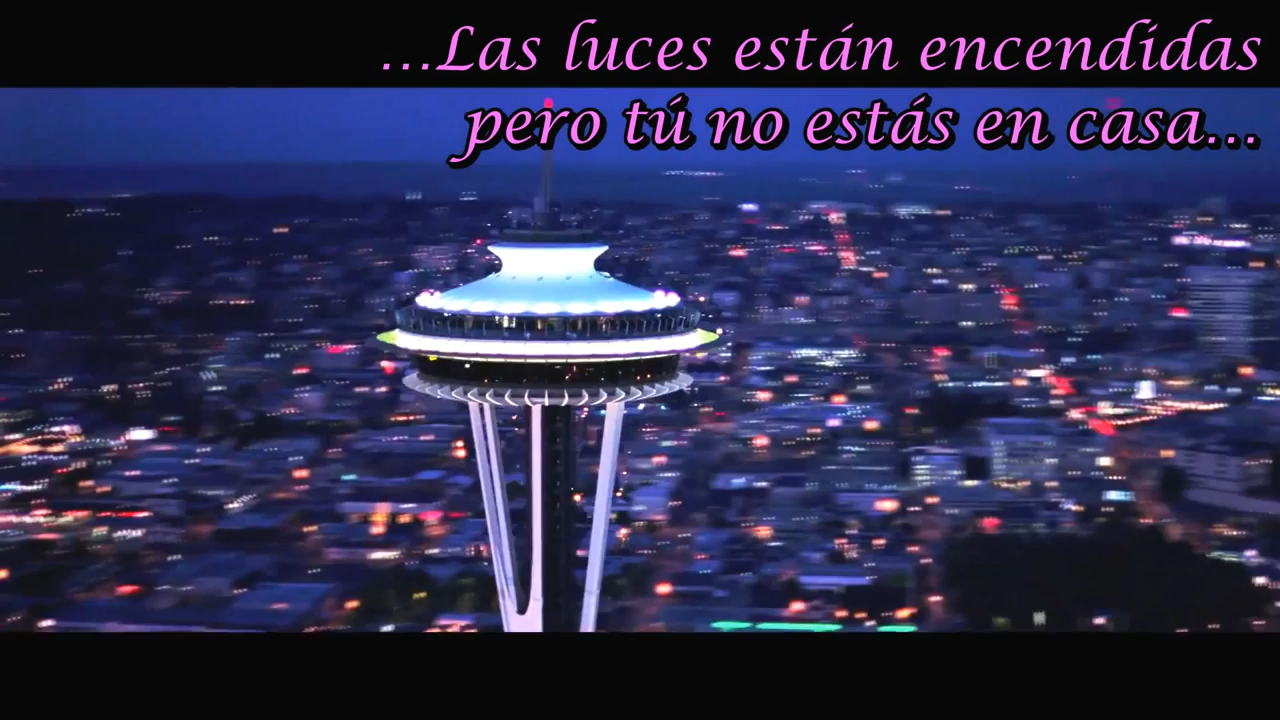 ...Las luces están encendidas
pero tú no estás en casa...